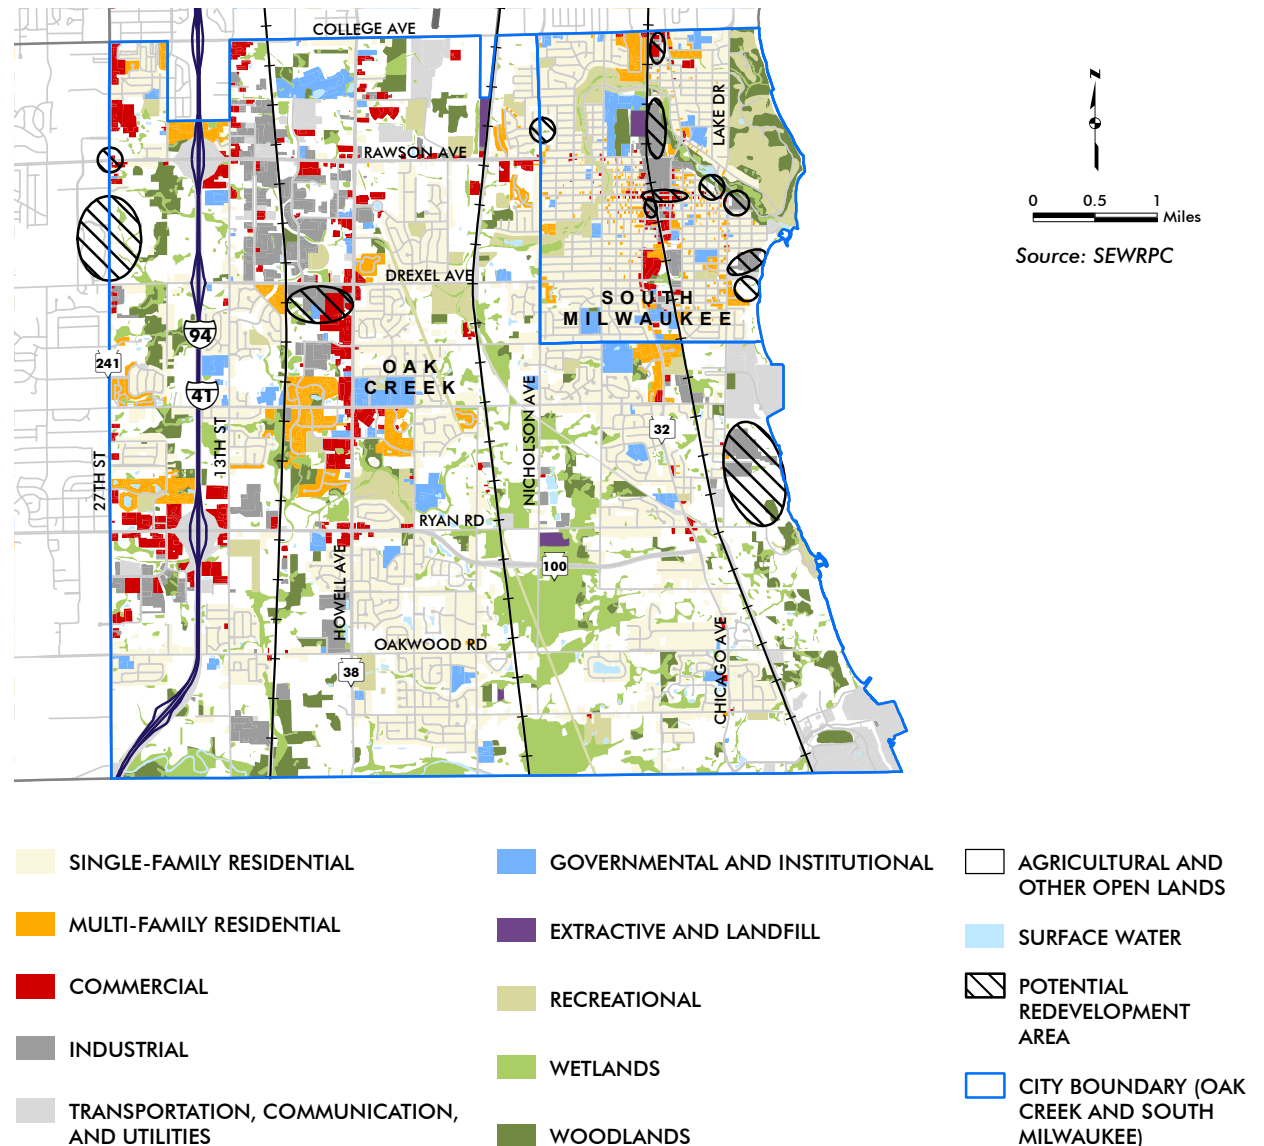 COLLEGE AVE
LAKE DR
N
RAWSON AVE
0 0.5 1
Miles
Source: SEWRPC
DREXEL AVE
SOUTH
MILWAUKEE
94
241
OAK
CREEK
41
NICHOLSON AVE
13TH ST
32
27TH ST
RYAN RD
HOWELL AVE
100
OAKWOOD RD
CHICAGO AVE
38
SINGLE-FAMILY RESIDENTIAL
MULTI-FAMILY RESIDENTIAL
COMMERCIAL
INDUSTRIAL
TRANSPORTATION, COMMUNICATION,
AND UTILITIES
GOVERNMENTAL AND INSTITUTIONAL
EXTRACTIVE AND LANDFILL
RECREATIONAL
WETLANDS
WOODLANDS
AGRICULTURAL AND
OTHER OPEN LANDS
SURFACE WATER
POTENTIAL
REDEVELOPMENT
AREA
CITY BOUNDARY (OAK
CREEK AND SOUTH
MILWAUKEE)